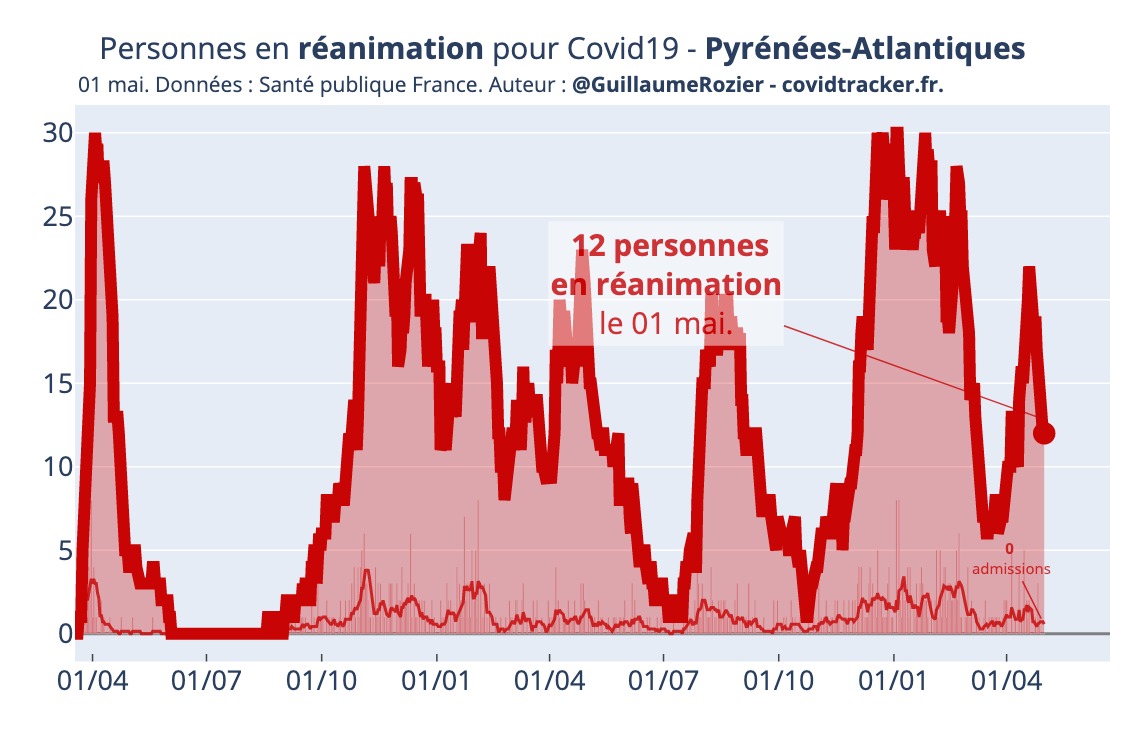 Personnes en réanimation pour Covid19 - Pyrénées-Atlantiques
01 mai. Données : Santé publique France. Auteur : @GuillaumeRozier - covidtracker.fr.
30
25
20
15
10
5
0
12 personnes
en réanimation
le 01 mai.
0
admissions
01/04 01/07 01/10 01/01 01/04 01/07 01/10 01/01 01/04